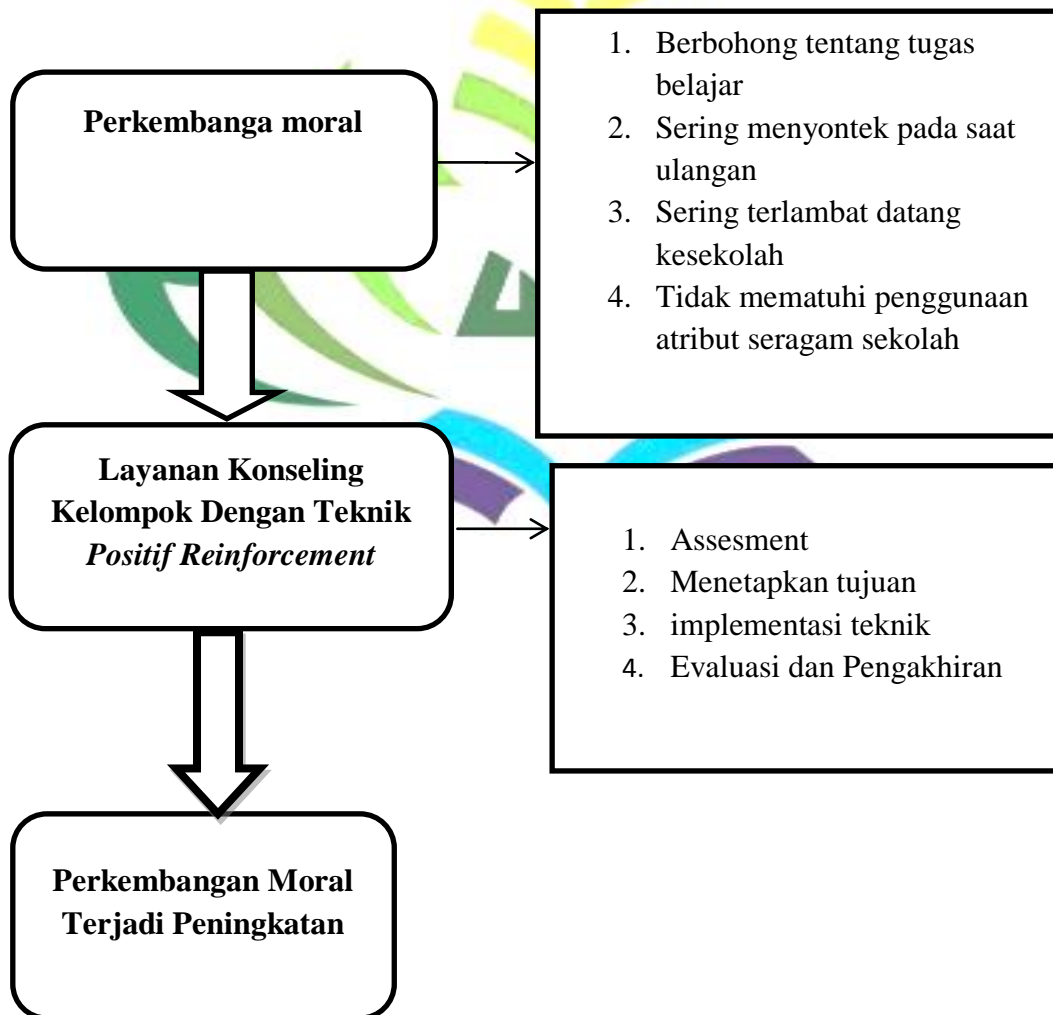 Perkembanga moral
1. Berbohong tentang tugas
belajar
2. Sering menyontek pada saat
ulangan
3. Sering terlambat datang
kesekolah
4. Tidak mematuhi penggunaan
atribut seragam sekolah
Layanan Konseling
Kelompok Dengan Teknik
Positif Reinforcement
1. Assesment
2. Menetapkan tujuan
3. implementasi teknik
4. Evaluasi dan Pengakhiran
Perkembangan Moral
Terjadi Peningkatan